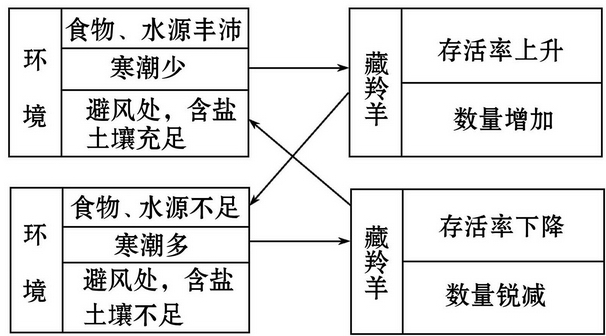 环境
食物、水源丰沛
寒潮少
避风处，含盐
土壤充足
藏羚羊
存活率上升
数量增加
环境
食物、水源不足
寒潮多
避风处，含盐
土壤不足
藏羚羊
存活率下降
数量锐减